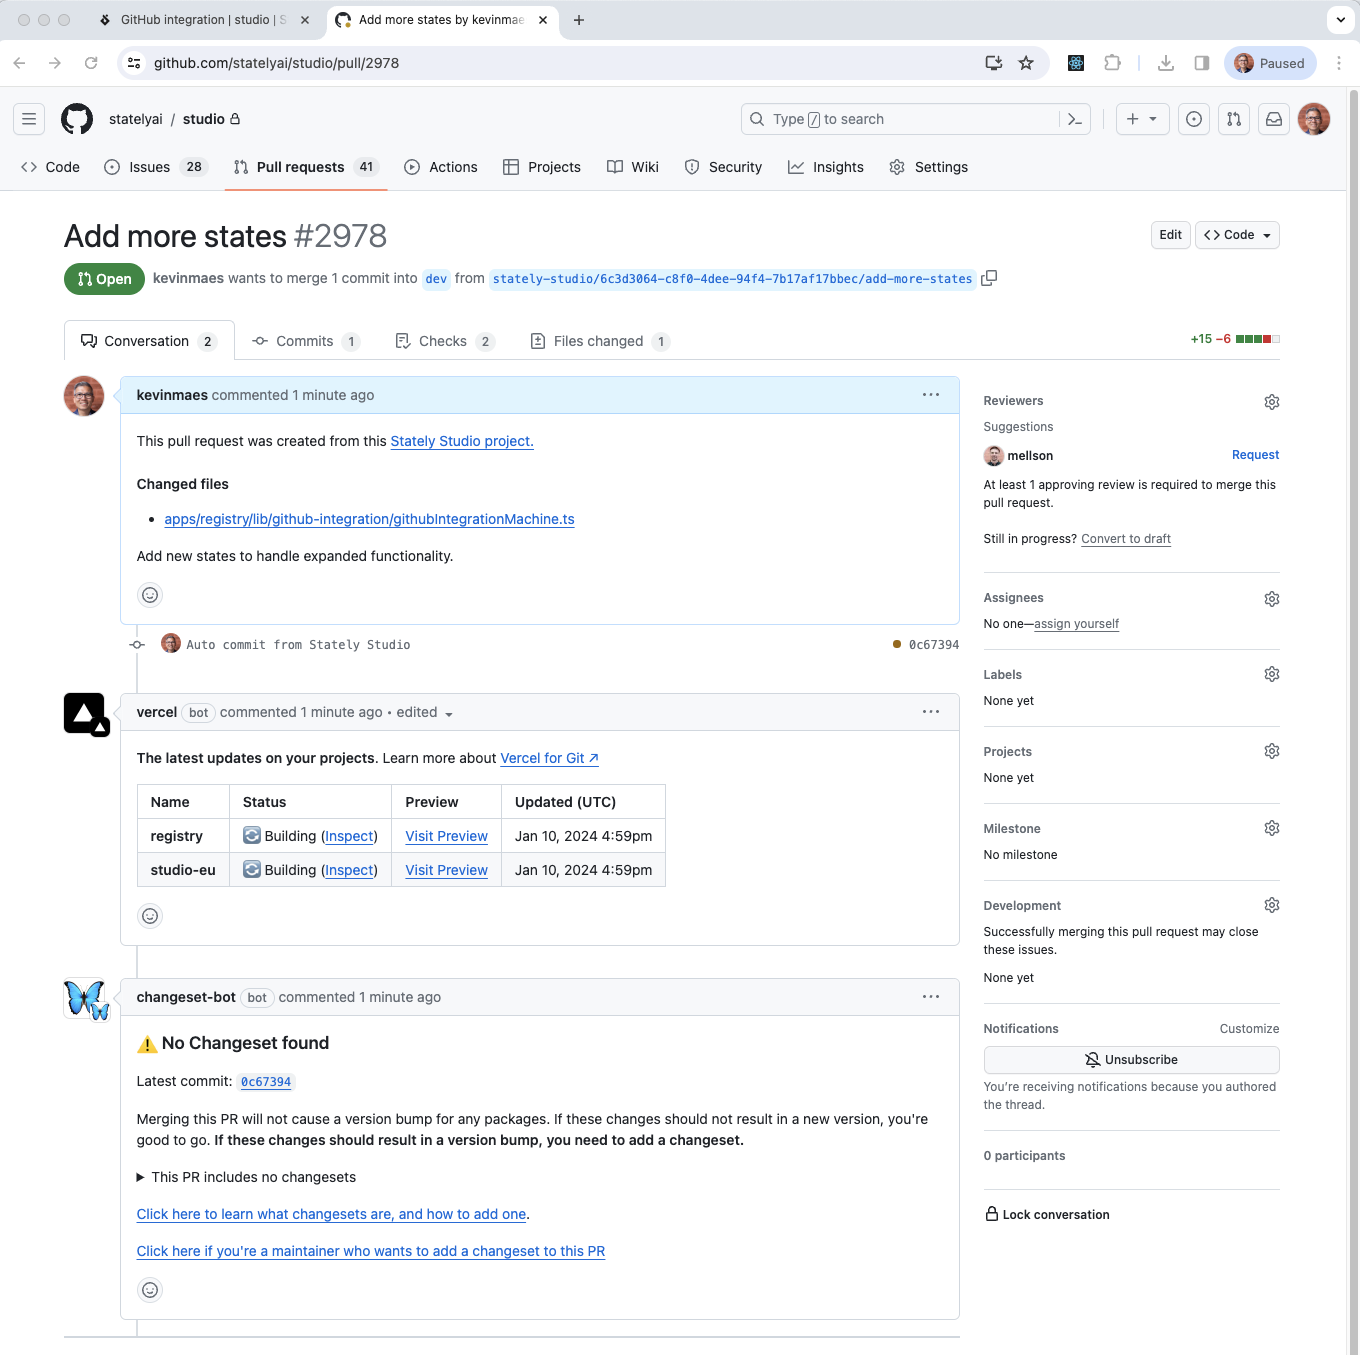 GitHub integration | studio | S
Add more states by kevinmae
github.com/statelyai/studio/pull/2978
Paused
statelyai / studio
Type / to search
Code
Issues 28
Pull requests 41
Actions
Projects
Wiki
Security
Insights
Settings
Add more states #2978
Edit
Code
Open
kevinmaes wants to merge 1 commit into dev from stately-studio/6c3d3064-c8f0-4dee-94f4-7b17af17bbec/add-more-states
Conversation 2
Commits 1
Checks 2
Files changed 1
+15 −6
kevinmaes commented 1 minute ago
This pull request was created from this Stately Studio project.
Changed files
• apps/registry/lib/github-integration/githubIntegrationMachine.ts
Add new states to handle expanded functionality.
Auto commit from Stately Studio
0c67394
vercel bot commented 1 minute ago • edited
The latest updates on your projects. Learn more about Vercel for Git ↗
Name Status Preview Updated (UTC)
registry Building (Inspect) Visit Preview Jan 10, 2024 4:59pm
studio-eu Building (Inspect) Visit Preview Jan 10, 2024 4:59pm
changeset-bot bot commented 1 minute ago
⚠️ No Changeset found
Latest commit: 0c67394
Merging this PR will not cause a version bump for any packages. If these changes should not result in a new version, you're
good to go. If these changes should result in a version bump, you need to add a changeset.
This PR includes no changesets
Click here to learn what changesets are, and how to add one.
Click here if you're a maintainer who wants to add a changeset to this PR
Reviewers
Suggestions
mellson
Request
At least 1 approving review is required to merge this
pull request.
Still in progress? Convert to draft
Assignees
No one—assign yourself
Labels
None yet
Projects
None yet
Milestone
No milestone
Development
Successfully merging this pull request may close
these issues.
None yet
Notifications
Customize
Unsubscribe
You're receiving notifications because you authored
the thread.
0 participants
Lock conversation